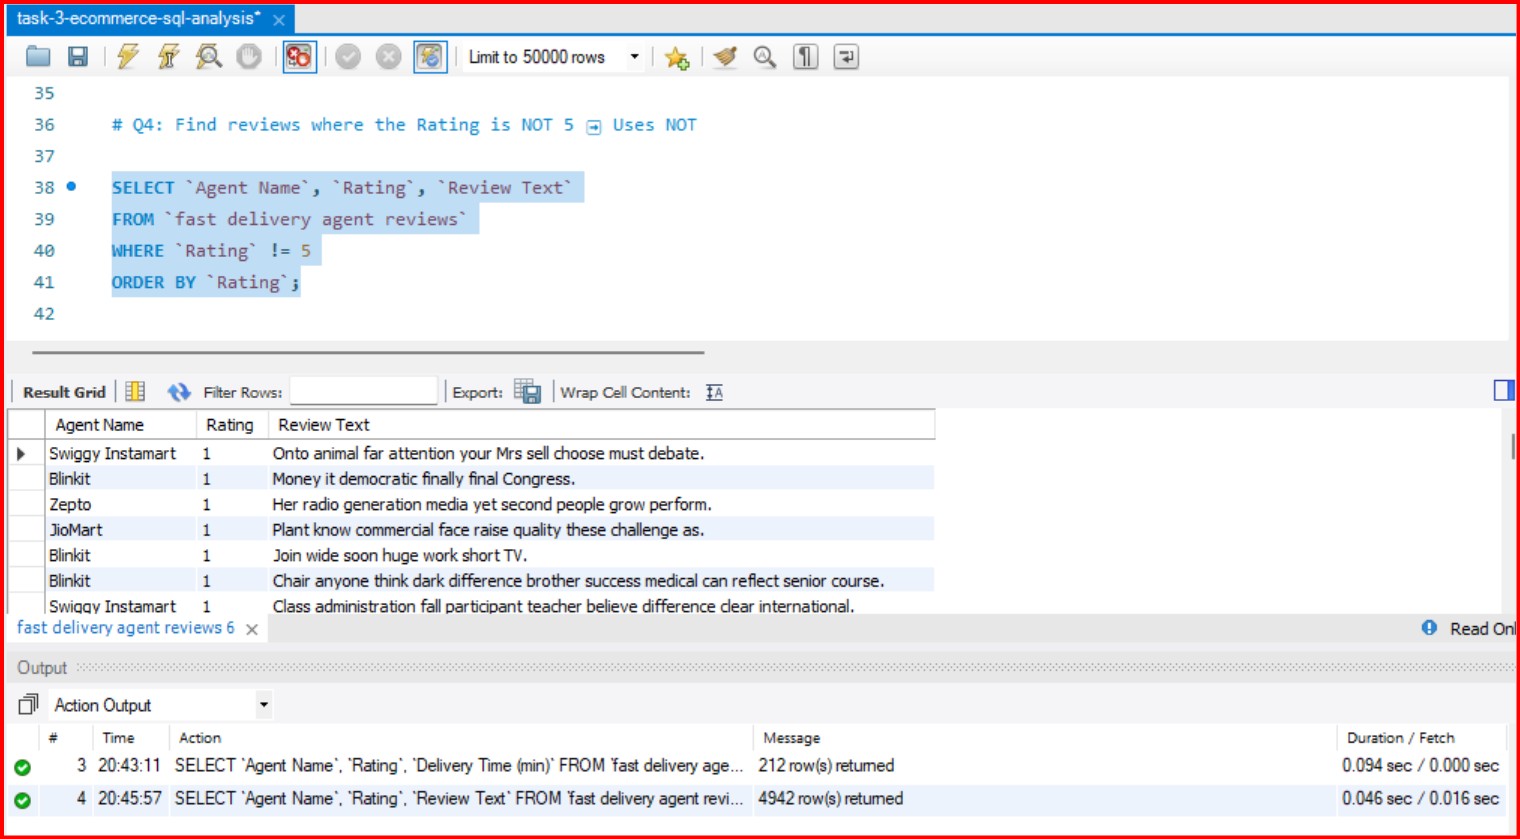 task-3-ecommerce-sql-analysis*
Limit to 50000 rows
35
36 # Q4: Find reviews where the Rating is NOT 5 Uses NOT
37
38 SELECT `Agent Name`, `Rating`, `Review Text`
39 FROM `fast delivery agent reviews`
40 WHERE `Rating` != 5
41 ORDER BY `Rating`;
42
Result Grid Filter Rows: Export: Wrap Cell Content:
Agent Name Rating Review Text
Swiggy Instamart 1 Onto animal far attention your Mrs sell choose must debate.
Blinkit 1 Money it democratic finally final Congress.
Zepto 1 Her radio generation media yet second people grow perform.
JioMart 1 Plant know commercial face raise quality these challenge as.
Blinkit 1 Join wide soon huge work short TV.
Blinkit 1 Chair anyone think dark difference brother success medical can reflect senior course.
Swiggy Instamart 1 Class administration fall participant teacher believe difference clear international.
fast delivery agent reviews 6 Read Onl
Output
Action Output
# Time Action Message Duration / Fetch
3 20:43:11 SELECT `Agent Name`, `Rating`, `Delivery Time (min)` FROM `fast delivery age... 212 row(s) returned 0.094 sec / 0.000 sec
4 20:45:57 SELECT `Agent Name`, `Rating`, `Review Text` FROM `fast delivery agent revi... 4942 row(s) returned 0.046 sec / 0.016 sec